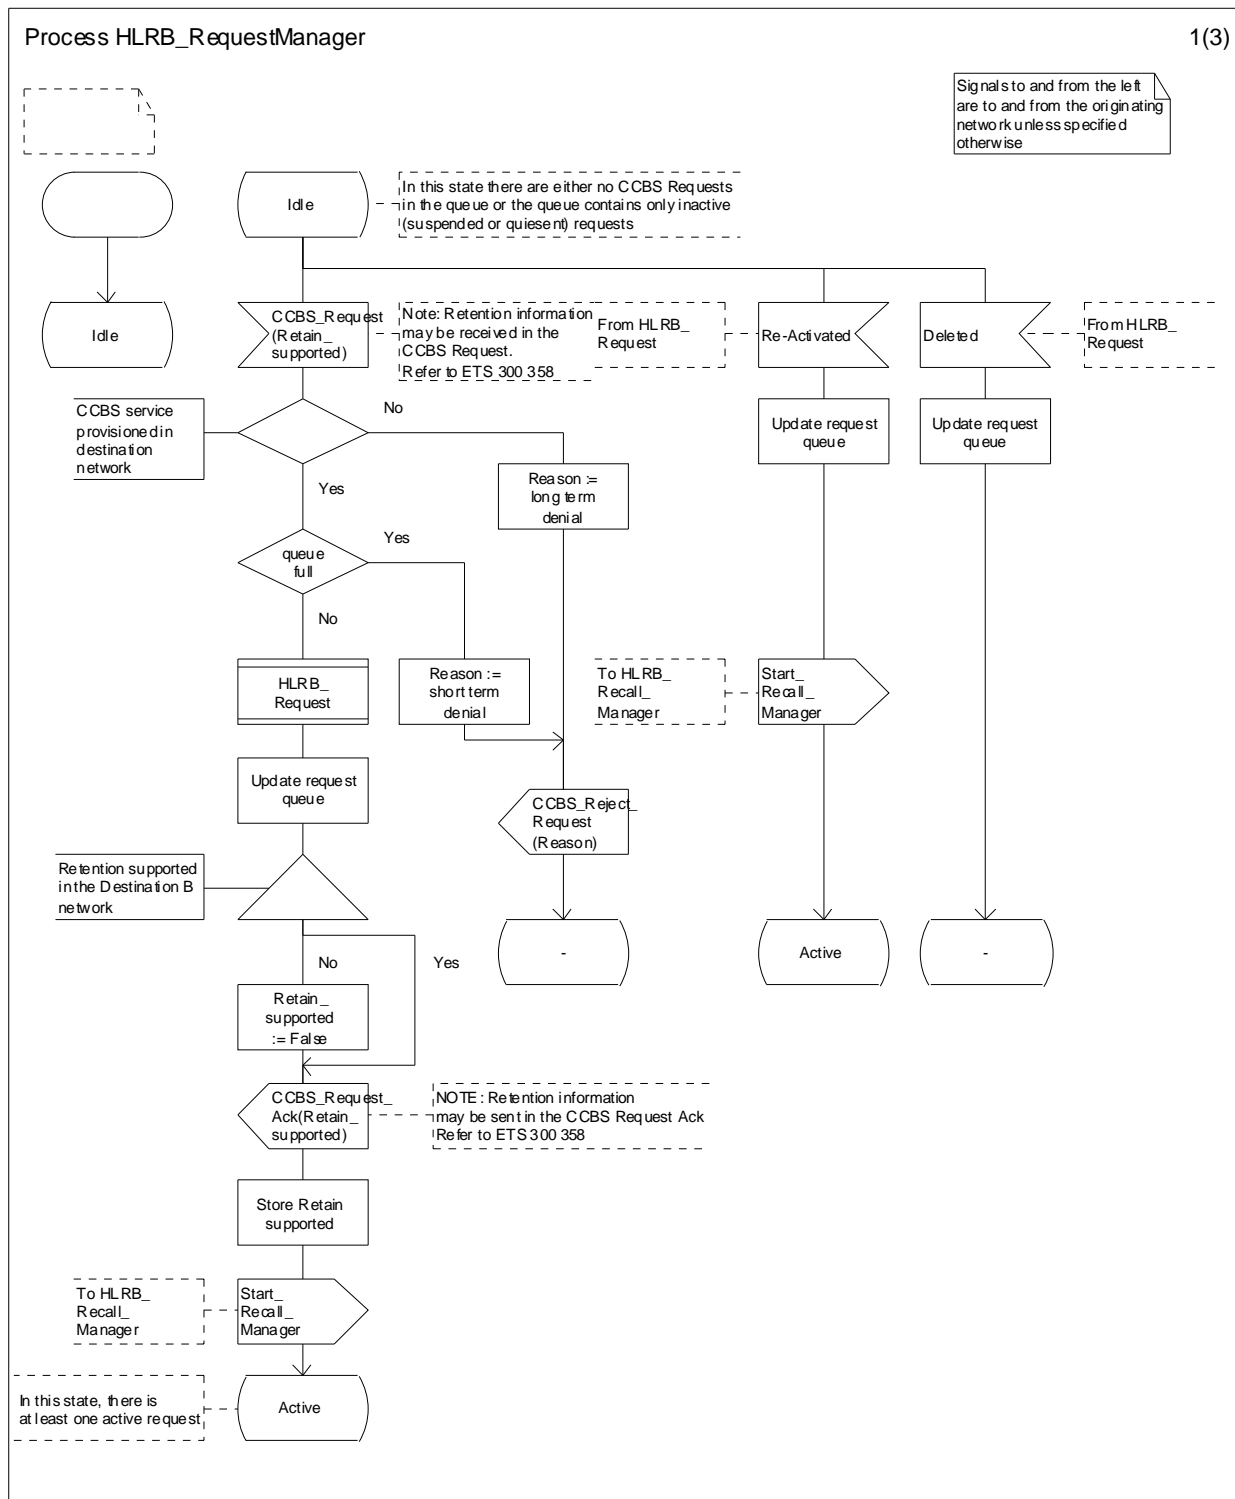 Process HLRB_RequestManager
1(3)
Signals to and from the left
are to and from the originating
network unless specified
otherwise
Idle
In this state there are either no CCBS Requests
in the queue or the queue contains only inactive
(suspended or quiesent) requests
Idle
CCBS_Request
(Retain_
supported)
Note: Retention information
may be received in the
CCBS Request.
Refer to ETS 300 358
From HLRB_
Request
Re-Activated
Deleted
From HLRB_
Request
CCBS service
provisioned in
destination
network
No
Update request
queue
Update request
queue
Yes
Reason :=
long term
denial
queue
full
Yes
No
HLRB_
Request
Reason :=
short term
denial
To HLRB_
Recall_
Manager
Start_
Recall_
Manager
Update request
queue
CCBS_Reject_
Request
(Reason)
Retention supported
in the Destination B
network
-
Active
-
No
Yes
Retain_
supported
:= False
CCBS_Request_
Ack(Retain_
supported)
NOTE: Retention information
may be sent in the CCBS Request Ack
Refer to ETS 300 358
Store Retain
supported
To HLRB_
Recall_
Manager
Start_
Recall_
Manager
In this state, there is
at least one active request
Active